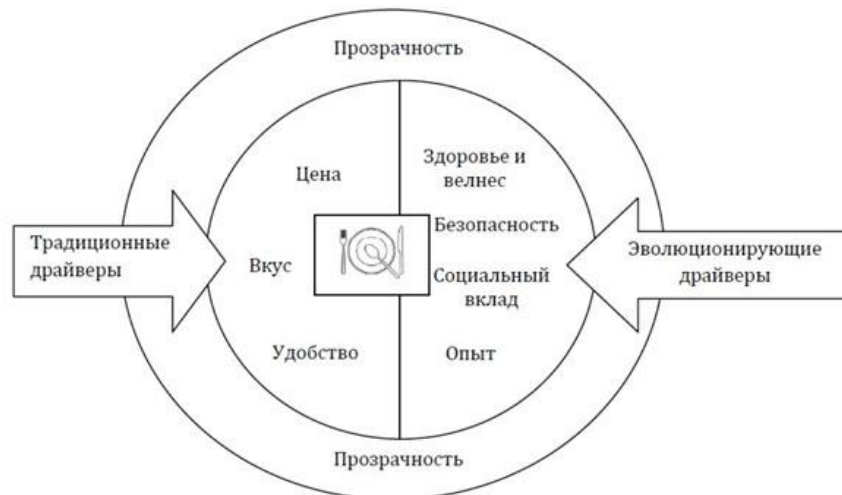 Прозрачность
Традиционные
драйверы
Цена
Вкус
Удобство
Здоровье и
велнес
Безопасность
Социальный
вклад
Опыт
Эволюционирующие
драйверы
Прозрачность